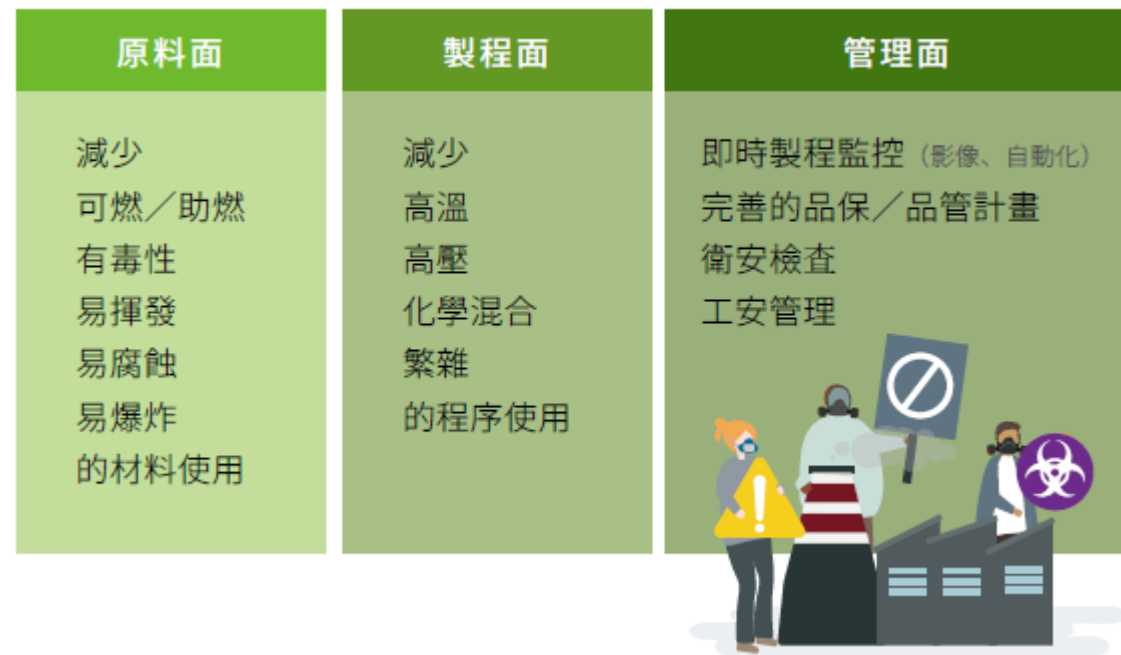 原料面
減少
可燃／助燃
有毒性
易揮發
易腐蝕
易爆炸
的材料使用
製程面
減少
高溫
高壓
化學混合
繁雜
的程序使用
管理面
即時製程監控（影像、自動化）
完善的品保／品管計畫
衛安檢查
工安管理